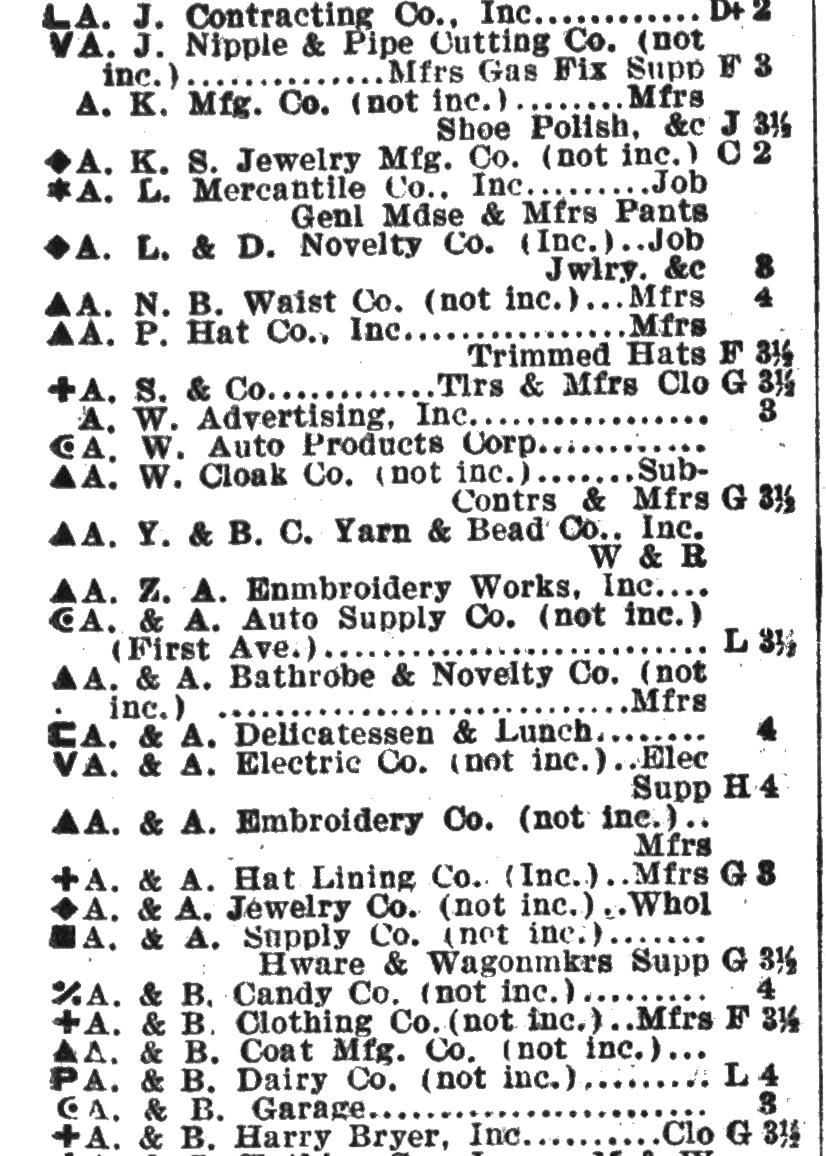 LA. J. Contracting Co., Inc............ D+ 2
VA. J. Nipple & Pipe Cutting Co. (not
inc.)..............Mfrs Gas Fix Supp F 3
A. K. Mfg. Co. (not inc.)........Mfrs
Shoe Polish, &c J 3½
◆A. K. S. Jewelry Mfg. Co. (not inc.) C 2
✶A. L. Mercantile Co., Inc.........Job
Genl Mdse & Mfrs Pants
◆A. L. & D. Novelty Co. (Inc.)..Job
Jwlry. &c 3
▲A. N. B. Waist Co. (not inc.)...Mfrs 4
▲A. P. Hat Co., Inc................Mfrs
Trimmed Hats F 3½
✚A. S. & Co............Tlrs & Mfrs Clo G 3½
A. W. Advertising, Inc................. 3
☪A. W. Auto Products Corp............
▲A. W. Cloak Co. (not inc.).......Sub-
Contrs & Mfrs G 3½
▲A. Y. & B. C. Yarn & Bead Co., Inc.
W & R
▲A. Z. A. Enmbroidery Works, Inc....
☪A. & A. Auto Supply Co. (not inc.)
(First Ave.)........................... L 3½
▲A. & A. Bathrobe & Novelty Co. (not
inc.) .............................Mfrs
⊏A. & A. Delicatessen & Lunch........ 4
VA. & A. Electric Co. (not inc.)..Elec
Supp H 4
▲A. & A. Embroidery Co. (not inc.)..
Mfrs
✚A. & A. Hat Lining Co. (Inc.)..Mfrs G 3
◆A. & A. Jewelry Co. (not inc.)..Whol
■A. & A. Supply Co. (not inc.).......
Hware & Wagonmkrs Supp G 3½
٪A. & B. Candy Co. (not inc.)......... 4
✚A. & B. Clothing Co.(not inc.)..Mfrs F 3½
▲A. & B. Coat Mfg. Co. (not inc.)...
PA. & B. Dairy Co. (not inc.)......... L 4
☪A. & B. Garage........................ 3
✚A. & B. Harry Bryer, Inc..........Clo G 3½